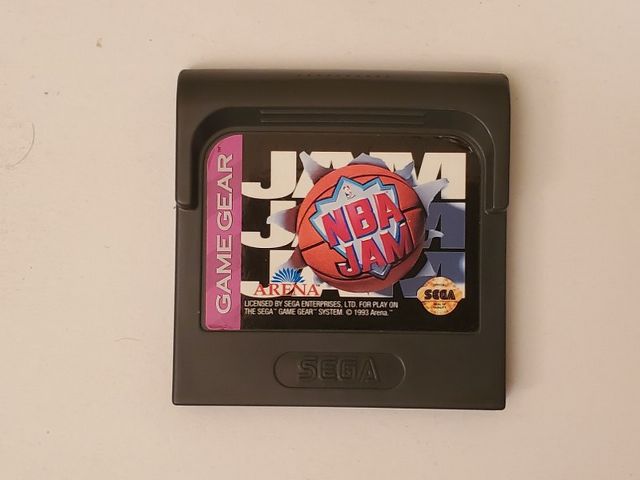 GAME GEAR™
JAM
JAM
JAM
NBA
JAM
ARENA
LICENSED BY SEGA ENTERPRISES, LTD. FOR PLAY ON
THE SEGA™ GAME GEAR™ SYSTEM. © 1993 Arena.™
SEGA
SEGA